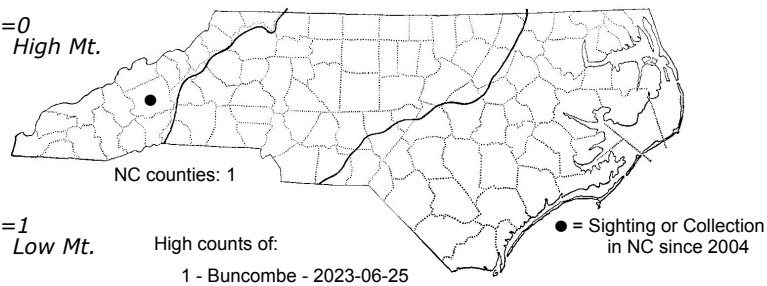 =0
High Mt.
NC counties: 1
=1
Low Mt.
High counts of:
1 - Buncombe - 2023-06-25
● = Sighting or Collection
in NC since 2004